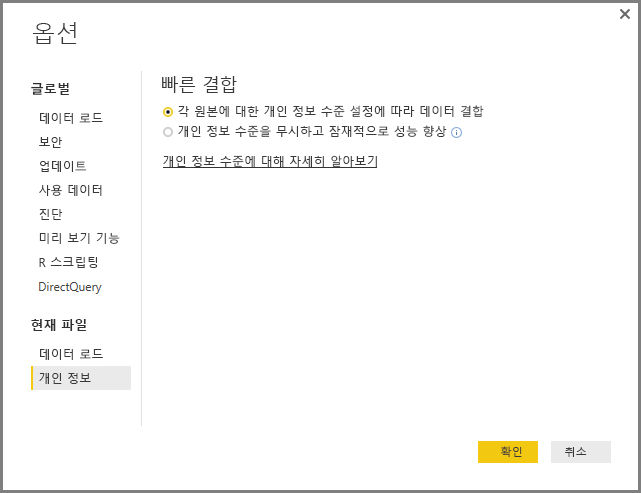 옵션
글로벌
데이터 로드
보안
업데이트
사용 데이터
진단
미리 보기 기능
R 스크립팅
DirectQuery
현재 파일
데이터 로드
개인 정보
빠른 결합
각 원본에 대한 개인 정보 수준 설정에 따라 데이터 결합
개인 정보 수준을 무시하고 잠재적으로 성능 향상
개인 정보 수준에 대해 자세히 알아보기
확인
취소